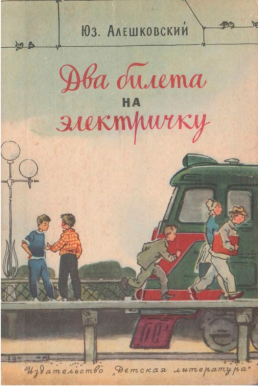 Юз. Алешковский
Два билета
на
электричку
Издательство "Детская литература"